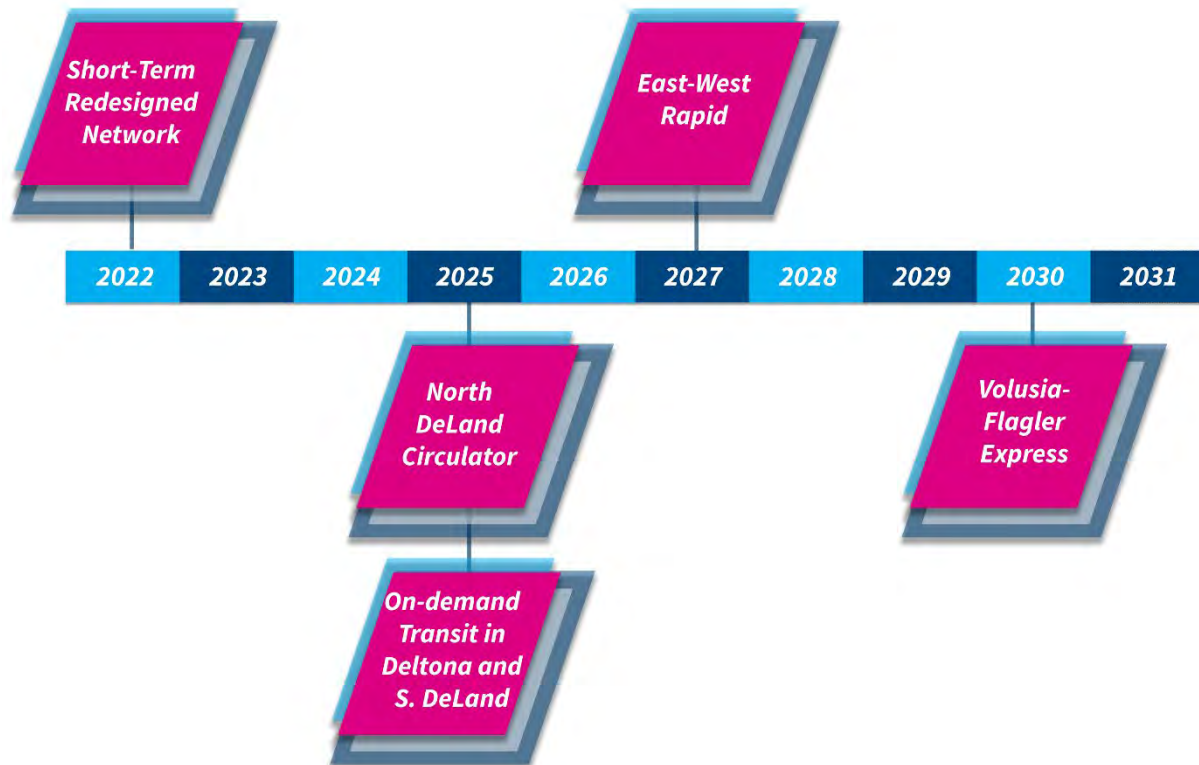 Short-Term
Redesigned
Network
East-West
Rapid
2022 2023 2024 2025 2026 2027 2028 2029 2030 2031
North
DeLand
Circulator
Volusia-
Flagler
Express
On-demand
Transit in
Deltona and
S. DeLand